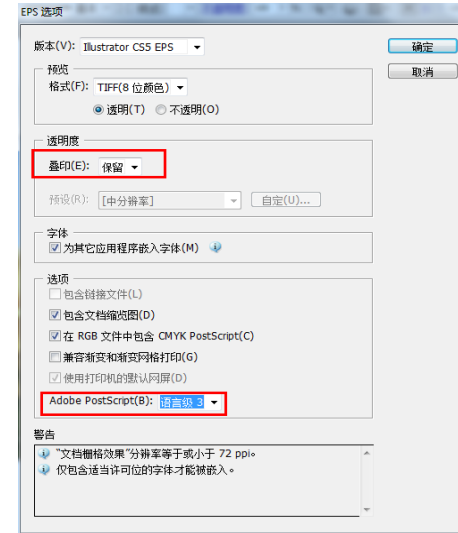 EPS 选项
版本(V): Illustrator CS5 EPS
确定
取消
预览
格式(F): TIFF(8 位颜色)
透明(T) 不透明(O)
透明度
叠印(E): 保留
预设(R): [中分辨率] 自定(U)...
字体
为其它应用程序嵌入字体(M)
选项
包含链接文件(L)
包含文档缩览图(D)
在 RGB 文件中包含 CMYK PostScript(C)
兼容渐变和渐变网格打印(G)
使用打印机的默认网屏(D)
Adobe PostScript(B): 语言级 3
警告
“文档栅格效果”分辨率等于或小于 72 ppi。
仅包含适当许可位的字体才能被嵌入。